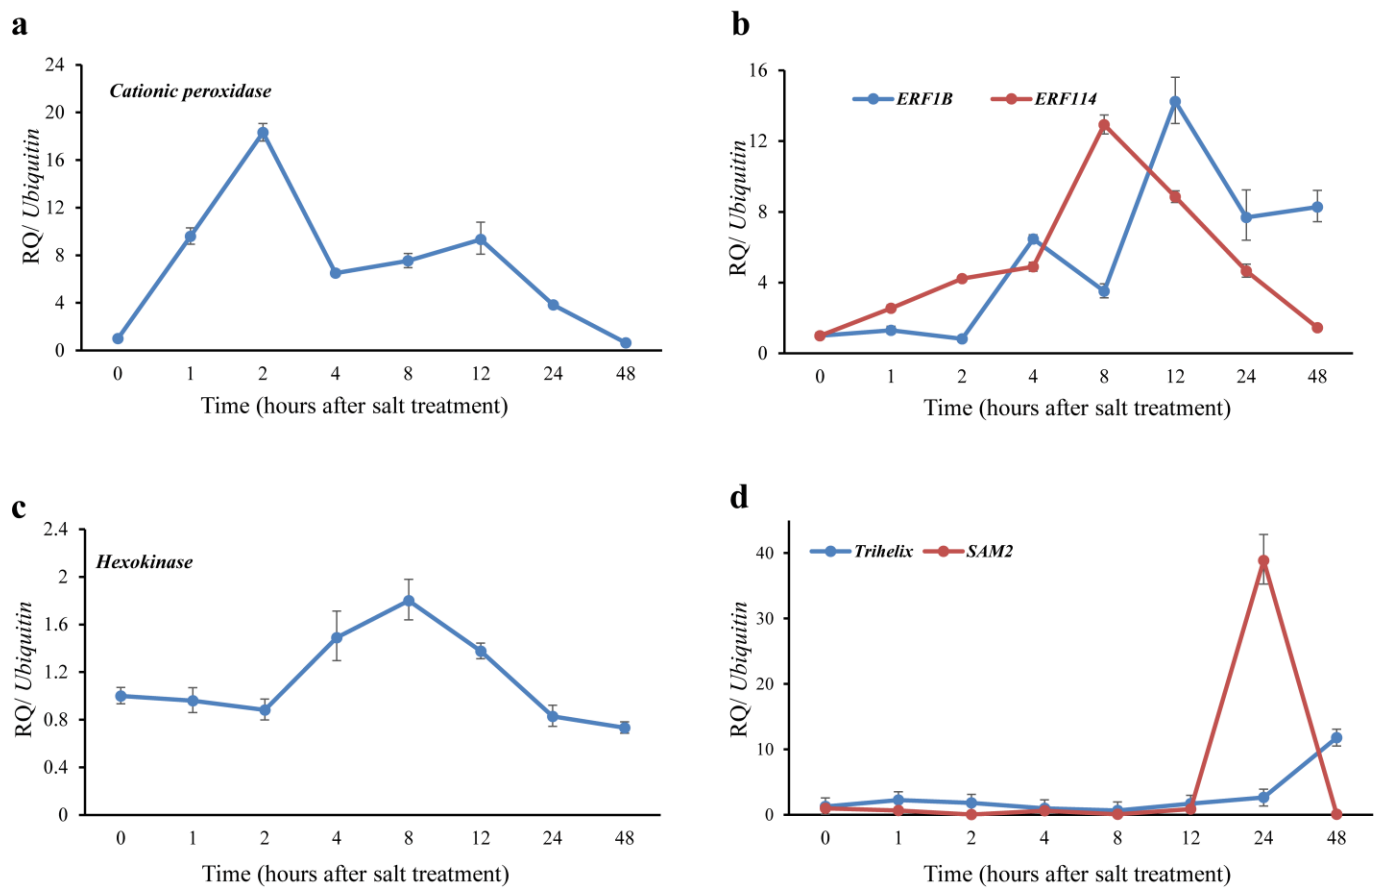 a
24
20
16
12
8
4
0
RQ/ Ubiquitin
Cationic peroxidase
0 1 2 4 8 12 24 48
Time (hours after salt treatment)
b
16
12
8
4
0
RQ/ Ubiquitin
ERF1B ERF114
0 1 2 4 8 12 24 48
Time (hours after salt treatment)
c
2.4
2
1.6
1.2
0.8
0.4
0
RQ/ Ubiquitin
Hexokinase
0 1 2 4 8 12 24 48
Time (hours after salt treatment)
d
40
30
20
10
0
RQ/ Ubiquitin
Trihelix SAM2
0 1 2 4 8 12 24 48
Time (hours after salt treatment)